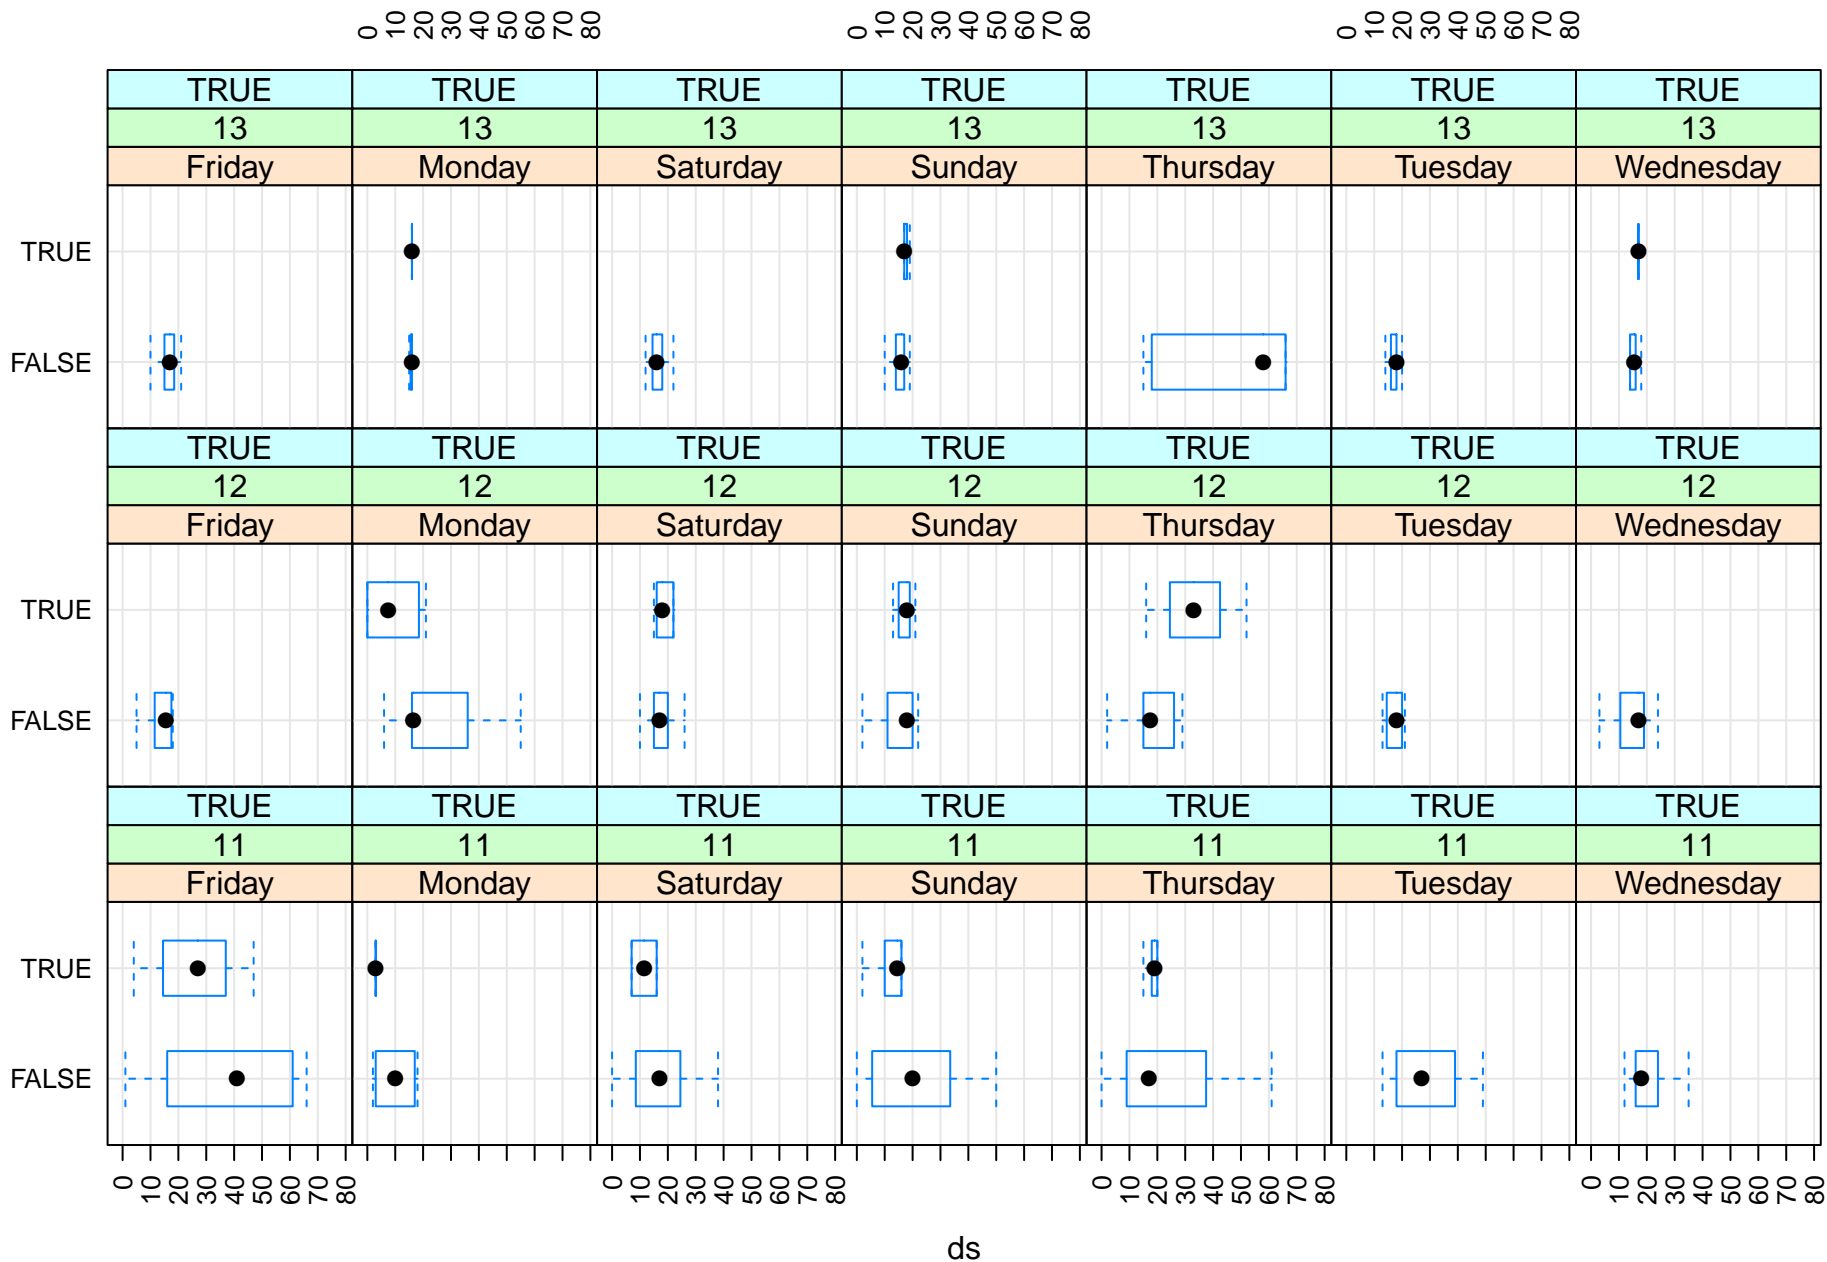 0 10 20 30 40 50 60 70 80 0 10 20 30 40 50 60 70 80 0 10 20 30 40 50 60 70 80
TRUE TRUE TRUE TRUE TRUE TRUE TRUE
13 13 13 13 13 13 13
Friday Monday Saturday Sunday Thursday Tuesday Wednesday
TRUE
FALSE
TRUE TRUE TRUE TRUE TRUE TRUE TRUE
12 12 12 12 12 12 12
Friday Monday Saturday Sunday Thursday Tuesday Wednesday
TRUE
FALSE
TRUE TRUE TRUE TRUE TRUE TRUE TRUE
11 11 11 11 11 11 11
Friday Monday Saturday Sunday Thursday Tuesday Wednesday
TRUE
FALSE
0 10 20 30 40 50 60 70 80 0 10 20 30 40 50 60 70 80 0 10 20 30 40 50 60 70 80 0 10 20 30 40 50 60 70 80
ds